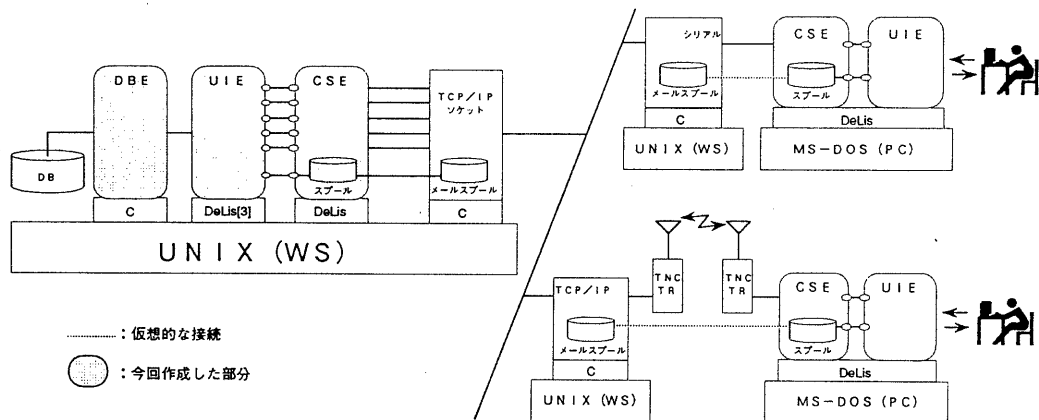 DBE
UIE
CSE
TCP/IP
ソケット
DB
スプール
メールスプール
C
DeLis[3]
DeLis
C
UNIX (WS)
‥‥‥‥:仮想的な接続
:今回作成した部分
シリアル
CSE
UIE
メールスプール
スプール
C
DeLis
UNIX (WS)
MS-DOS (PC)
TNC
TR
TNC
TR
TCP/IP
CSE
UIE
メールスプール
スプール
C
DeLis
UNIX (WS)
MS-DOS (PC)